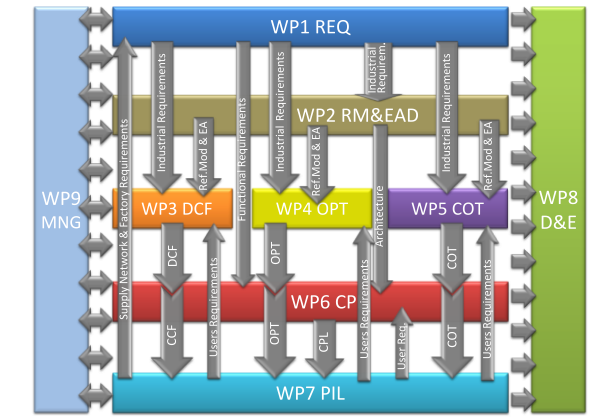 WP1 REQ
Industrial
Requirem.
Supply Network & Factory Requirements
Industrial Requirements
Functional Requirements
Industrial Requirements
Industrial Requirements
WP2 RM&EAD
Ref.Mod & EA
Ref.Mod & EA
Ref.Mod & EA
Architecture
WP9
MNG
WP3 DCF
WP4 OPT
WP5 COT
WP8
D&E
DCF
OPT
COT
WP6 CP
CCF
Users Requirements
OPT
CPL
Users Requirements
User Req.
COT
Users Requirements
WP7 PIL